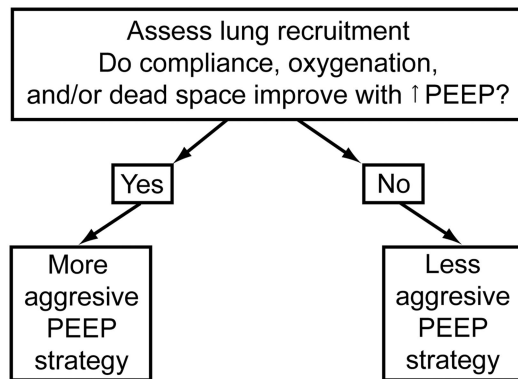 Assess lung recruitment
Do compliance, oxygenation,
and/or dead space improve with ↑PEEP?
Yes
No
More
aggresive
PEEP
strategy
Less
aggresive
PEEP
strategy